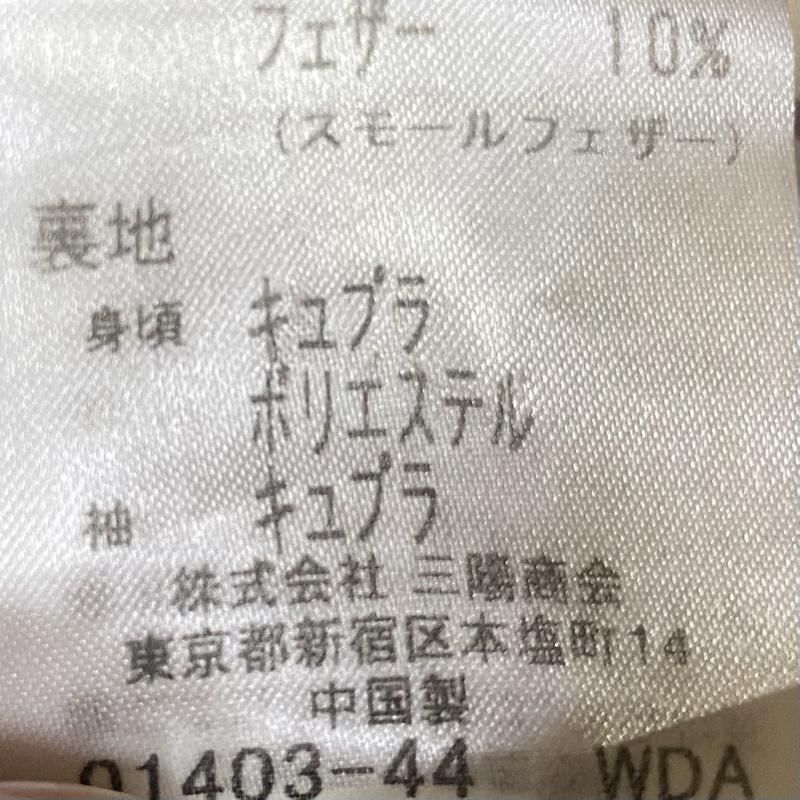 フェザー 10%
(スモールフェザー)
裏地
身頃 キュプラ
ポリエステル
袖 キュプラ
株式会社 三陽商会
東京都新宿区本塩町14
中国製
01403-44 WDA